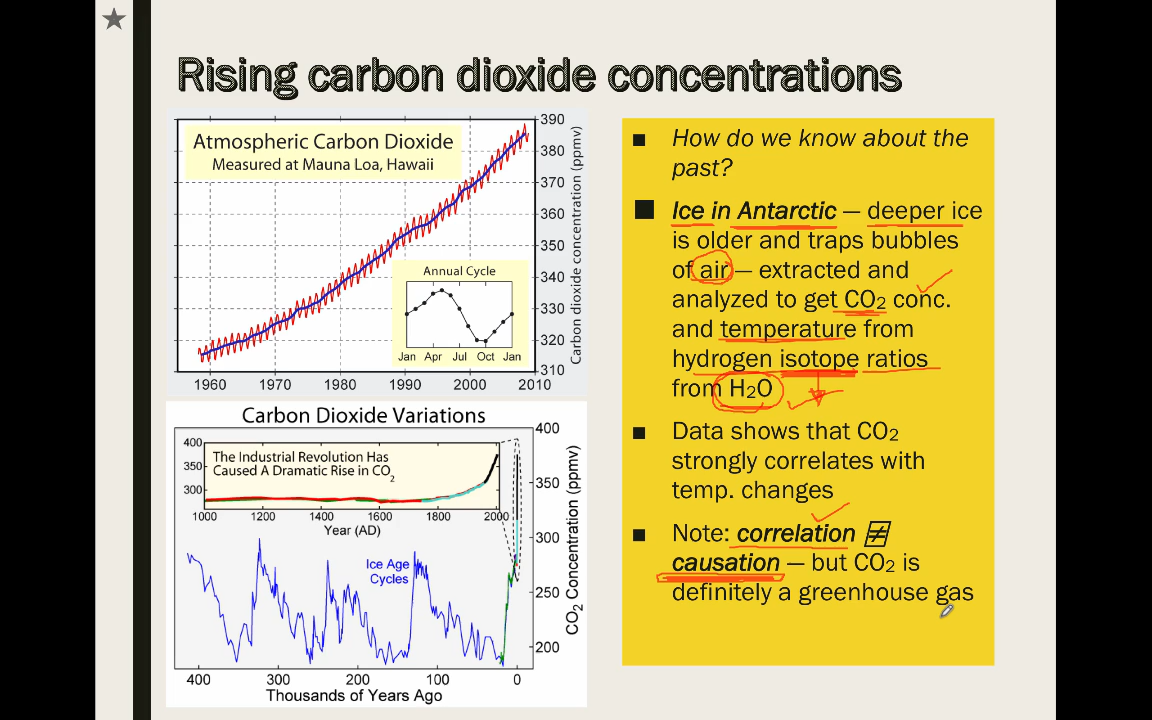 Rising carbon dioxide concentrations
Atmospheric Carbon Dioxide
Measured at Mauna Loa, Hawaii
390
380
370
360
350
340
330
320
310
Carbon dioxide concentration (ppmv)
Annual Cycle
Jan Apr Jul Oct Jan
1960 1970 1980 1990 2000 2010
Carbon Dioxide Variations
400
350
300
250
200
CO2 Concentration (ppmv)
400
350
300
The Industrial Revolution Has
Caused A Dramatic Rise in CO2
1000 1200 1400 1600 1800 2000
Year (AD)
Ice Age
Cycles
400 300 200 100 0
Thousands of Years Ago
■ How do we know about the
past?
■ Ice in Antarctic — deeper ice
is older and traps bubbles
of air — extracted and
analyzed to get CO2 conc.
and temperature from
hydrogen isotope ratios
from H2O
■ Data shows that CO2
strongly correlates with
temp. changes
■ Note: correlation ≠
causation — but CO2 is
definitely a greenhouse gas